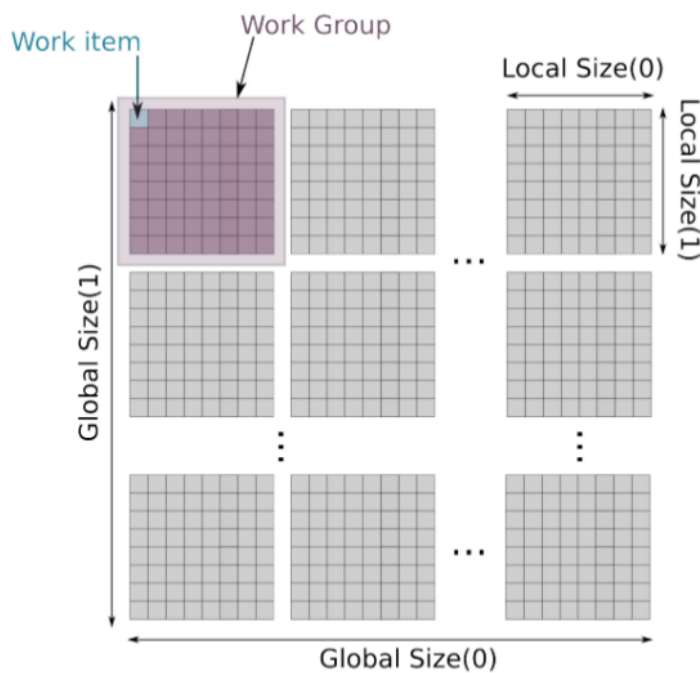 Work Group
Work item
Local Size(0)
Local Size(1)
...
Global Size(1)
...
Global Size(0)